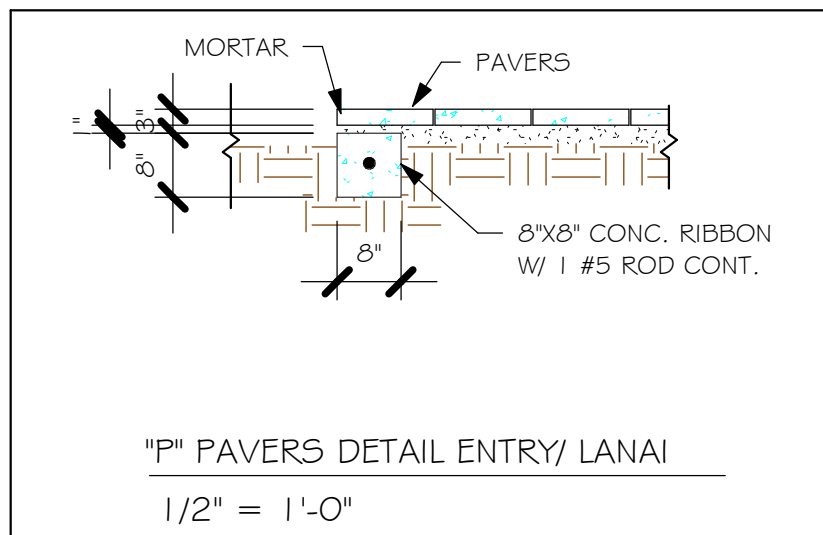 MORTAR
PAVERS
1"
3"
8"
8"
8"X8" CONC. RIBBON
W/ 1 #5 ROD CONT.
"P" PAVERS DETAIL ENTRY/ LANAI
1/2" = 1'-0"